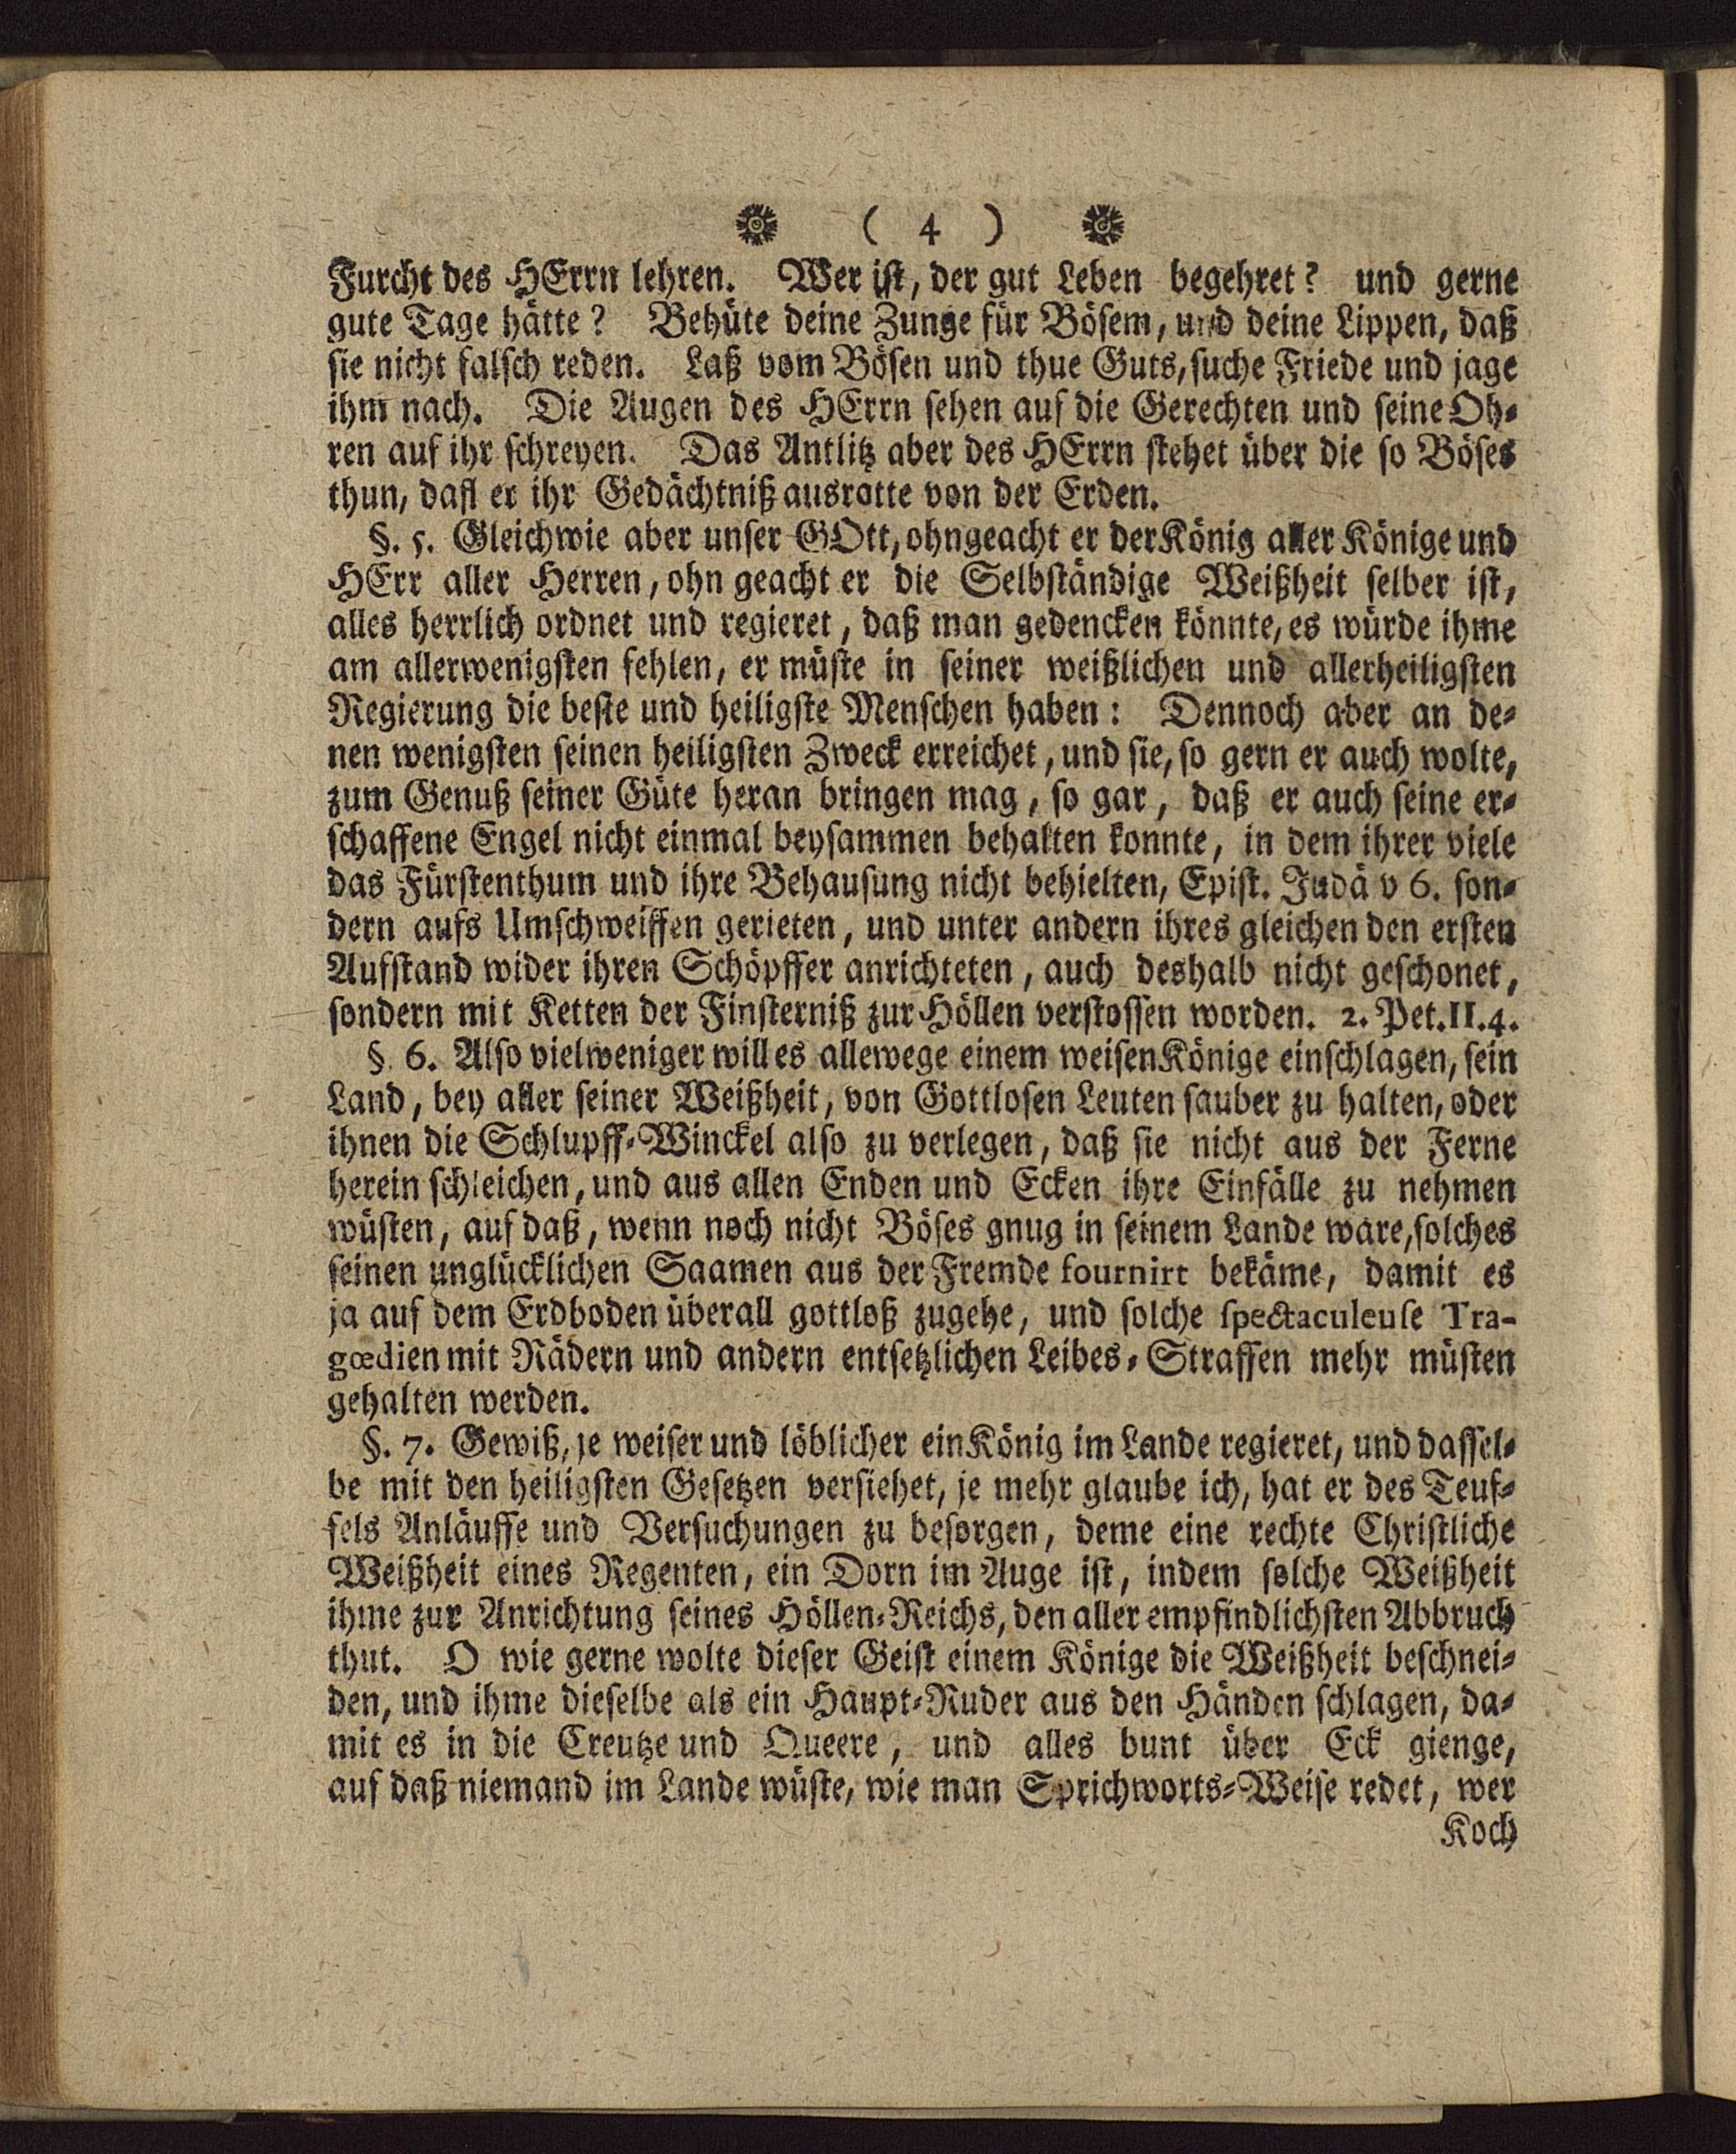 ( 4 )
Furcht des HErrn lehren. Wer ist, der gut Leben begehret? und gerne
gute Tage hätte? Behüte deine Zunge für Bösem, und deine Lippen, daß
sie nicht falsch reden. Laß vom Bösen und thue Guts, suche Friede und jage
ihm nach. Die Augen des HErrn sehen auf die Gerechten und seine Oh-
ren auf ihr schreyen. Das Antlitz aber des HErrn stehet über die so Böses
thun, dasl er ihr Gedächtniß ausrotte von der Erden.
§. 5. Gleichwie aber unser GOtt, ohngeacht er der König aller Könige und
HErr aller Herren, ohn geacht er die Selbständige Weißheit selber ist,
alles herrlich ordnet und regieret, daß man gedencken könnte, es würde ihme
am allerwenigsten fehlen, er müste in seiner weißlichen und allerheiligsten
Regierung die beste und heiligste Menschen haben: Dennoch aber an de-
nen wenigsten seinen heiligsten Zweck erreichet, und sie, so gern er auch wolte,
zum Genuß seiner Güte heran bringen mag, so gar, daß er auch seine er-
schaffene Engel nicht einmal beysammen behalten konnte, in dem ihrer viele
das Fürstenthum und ihre Behausung nicht behielten, Epist. Judä v 6. son-
dern aufs Umschweiffen gerieten, und unter andern ihres gleichen den ersten
Aufstand wider ihren Schöpffer anrichteten, auch deshalb nicht geschonet,
sondern mit Ketten der Finsterniß zur Höllen verstossen worden. 2. Pet. II. 4.
§. 6. Also vielweniger will es allewege einem weisen Könige einschlagen, sein
Land, bey aller seiner Weißheit, von Gottlosen Leuten sauber zu halten, oder
ihnen die Schlupff-Winckel also zu verlegen, daß sie nicht aus der Ferne
herein schleichen, und aus allen Enden und Ecken ihre Einfälle zu nehmen
wüsten, auf daß, wenn noch nicht Böses gnug in seinem Lande wäre, solches
seinen unglücklichen Saamen aus der Fremde fournirt bekäme, damit es
ja auf dem Erdboden überall gottloß zugehe, und solche spectaculeuse Tra-
gœdien mit Rädern und andern entsetzlichen Leibes-Straffen mehr müsten
gehalten werden.
§. 7. Gewiß, je weiser und löblicher ein König im Lande regieret, und dassel-
be mit den heiligsten Gesetzen versiehet, je mehr glaube ich, hat er des Teuf-
fels Anläuffe und Versuchungen zu besorgen, deme eine rechte Christliche
Weißheit eines Regenten, ein Dorn im Auge ist, indem solche Weißheit
ihme zur Anrichtung seines Höllen-Reichs, den aller empfindlichsten Abbruch
thut. O wie gerne wolte dieser Geist einem Könige die Weißheit beschnei-
den, und ihme dieselbe als ein Haupt-Ruder aus den Händen schlagen, da-
mit es in die Creutze und Queere, und alles bunt über Eck gienge,
auf daß niemand im Lande wüste, wie man Sprichworts-Weise redet, wer
Koch